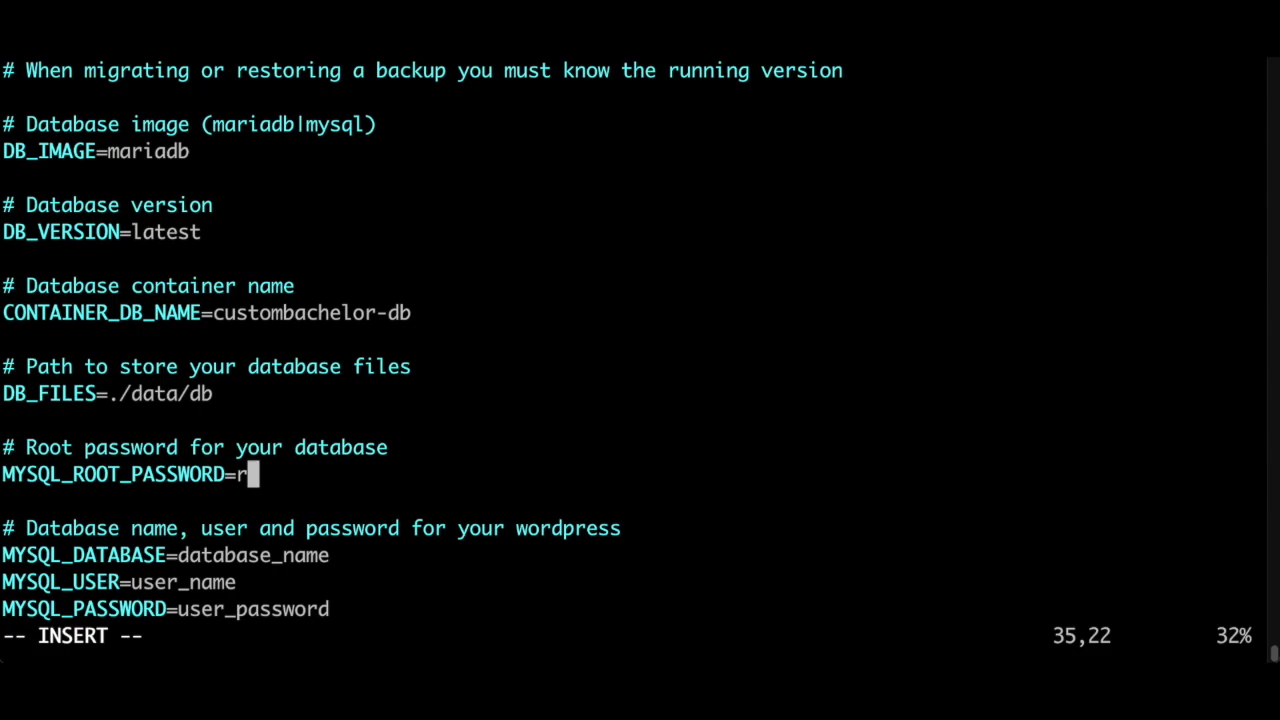 # When migrating or restoring a backup you must know the running version
# Database image (mariadb|mysql)
DB_IMAGE=mariadb
# Database version
DB_VERSION=latest
# Database container name
CONTAINER_DB_NAME=custombachelor-db
# Path to store your database files
DB_FILES=./data/db
# Root password for your database
MYSQL_ROOT_PASSWORD=r
# Database name, user and password for your wordpress
MYSQL_DATABASE=database_name
MYSQL_USER=user_name
MYSQL_PASSWORD=user_password
-- INSERT -- 35,22 32%